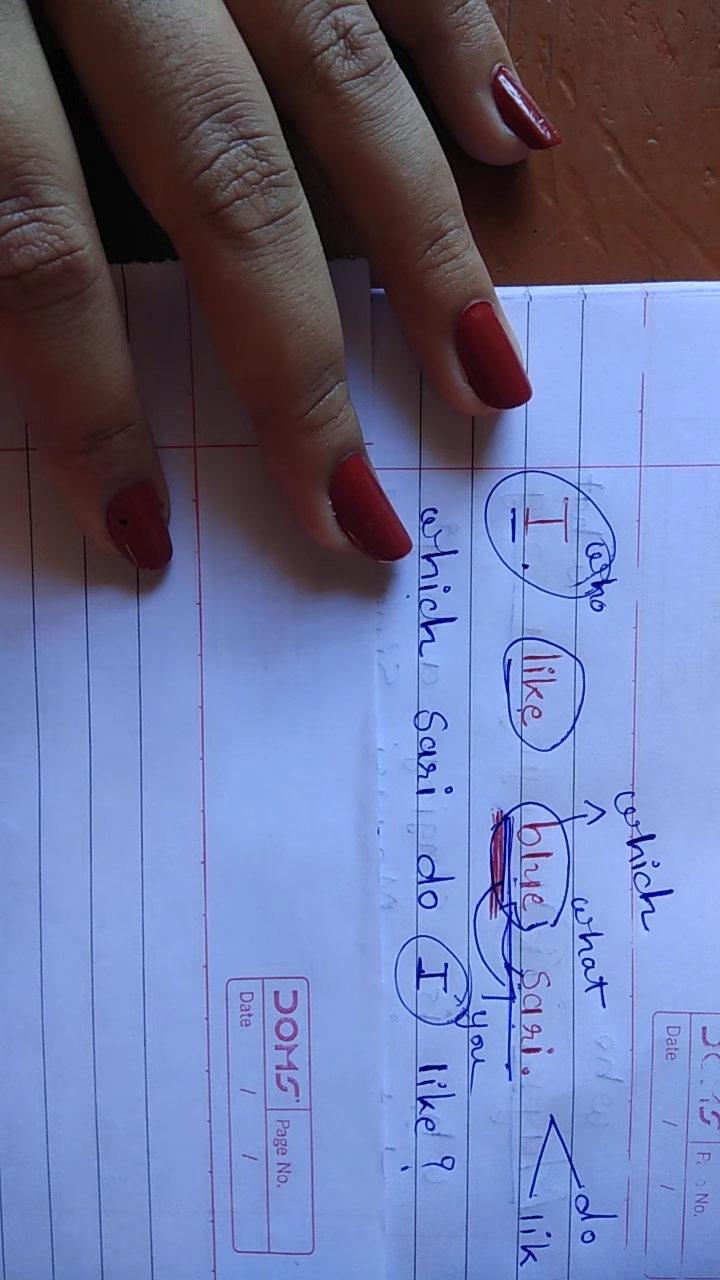 which
who ^ what do
I. like blue sari. lik
which sari do I like?
you
DOMS Page No.
Date / /
Date / /